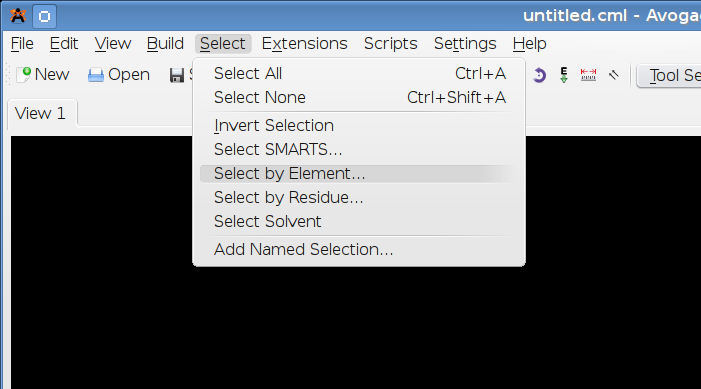 untitled.cml - Avoga
File Edit View Build Select Extensions Scripts Settings Help
New Open S E Tool Se
View 1
Select All Ctrl+A
Select None Ctrl+Shift+A
Invert Selection
Select SMARTS...
Select by Element...
Select by Residue...
Select Solvent
Add Named Selection...